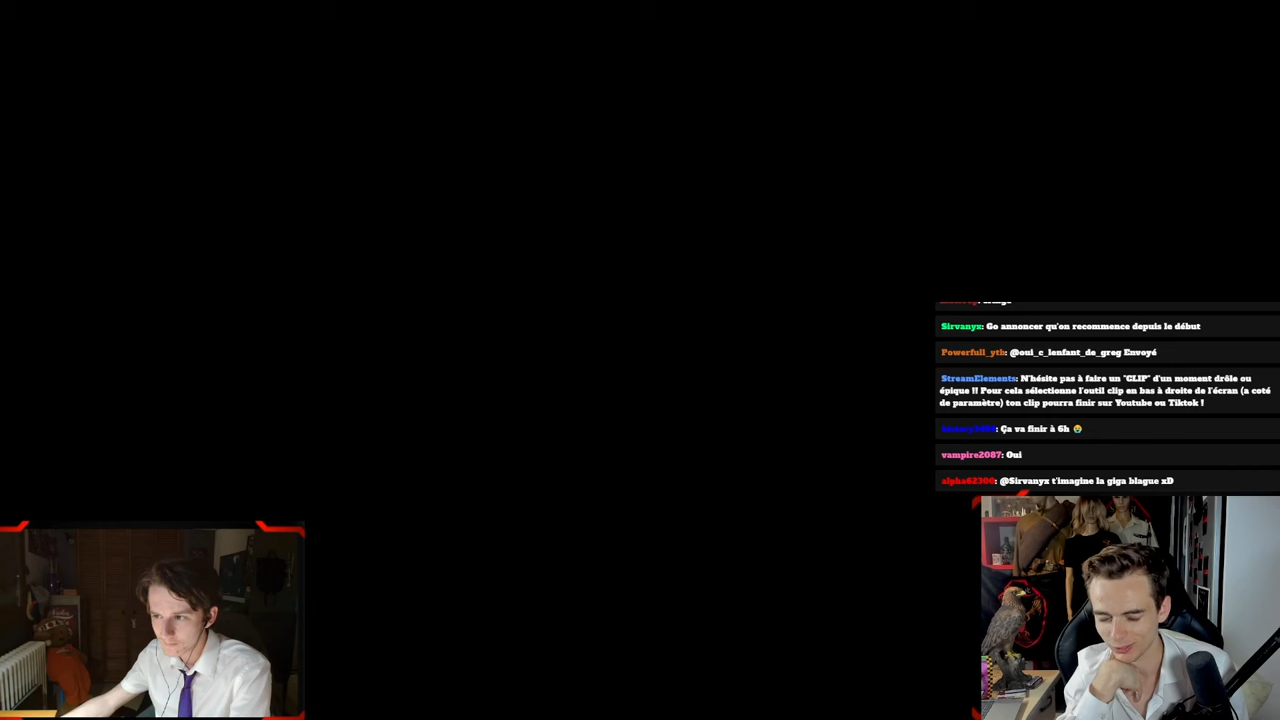 Sirvanyx: Go annoncer qu'on recommence depuis le début
Powerfull_ytb: @oui_c_lenfant_de_greg Envoyé
StreamElements: N'hésite pas à faire un "CLIP" d'un moment drôle ou
épique !! Pour cela sélectionne l'outil clip en bas à droite de l'écran (a coté
de paramètre) ton clip pourra finir sur Youtube ou Tiktok !
: Ça va finir à 6h 😭
vampire2087: Oui
alpha62300: @Sirvanyx t'imagine la giga blague xD